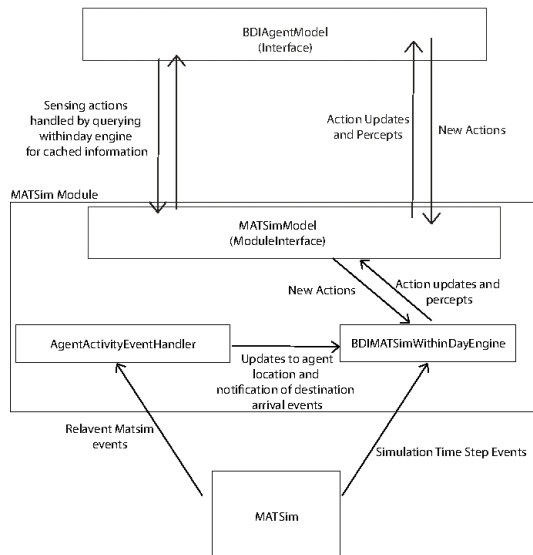 BDIAgentModel
(Interface)
Sensing actions
handled by querying
withinday engine
for cached information
Action Updates
and Percepts
New Actions
MATSim Module
MATSimModel
(ModuleInterface)
New Actions
Action updates and
percepts
AgentActivityEventHandler
BDIMATSimWithinDayEngine
Updates to agent
location and
notification of destination
arrival events
Relavent Matsim
events
Simulation Time Step Events
MATSim